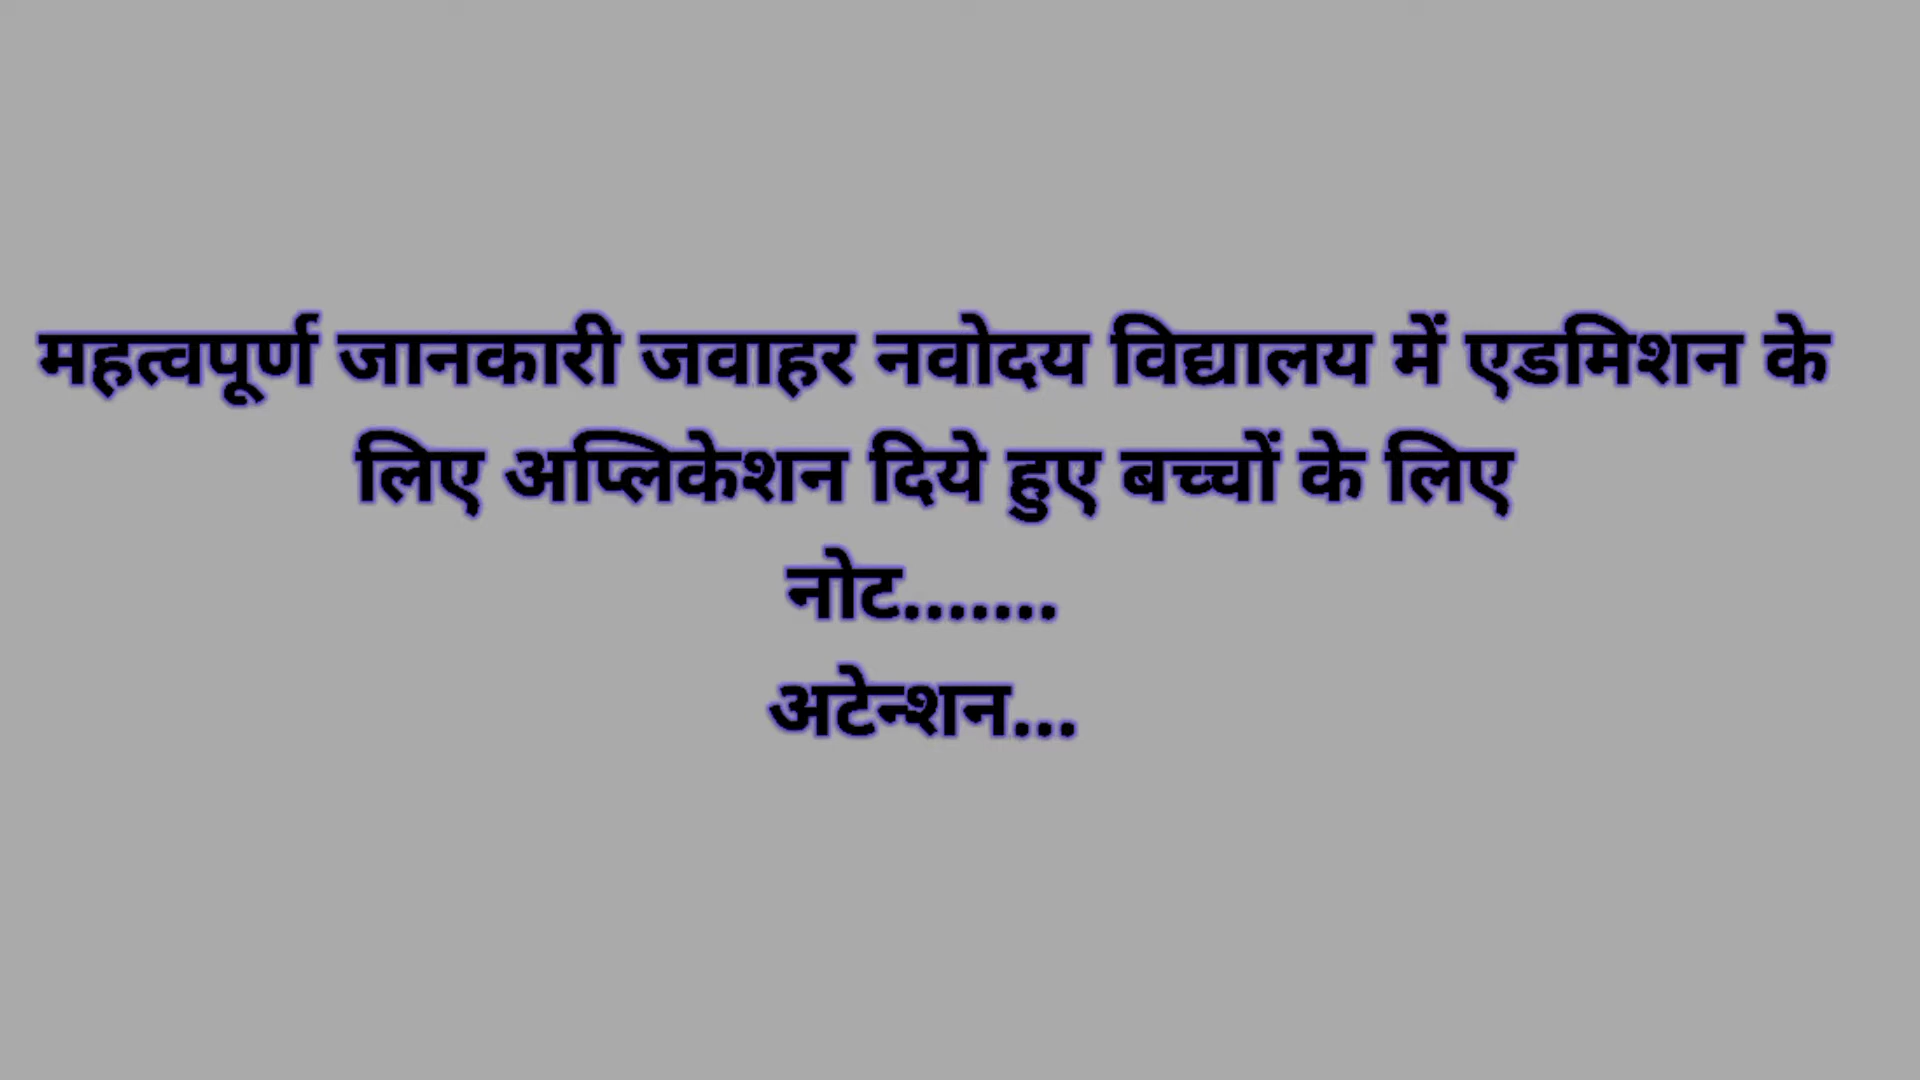 महत्वपूर्ण जानकारी जवाहर नवोदय विद्यालय में एडमिशन के
लिए अप्लिकेशन दिये हुए बच्चों के लिए
नोट.......
अटेन्शन...